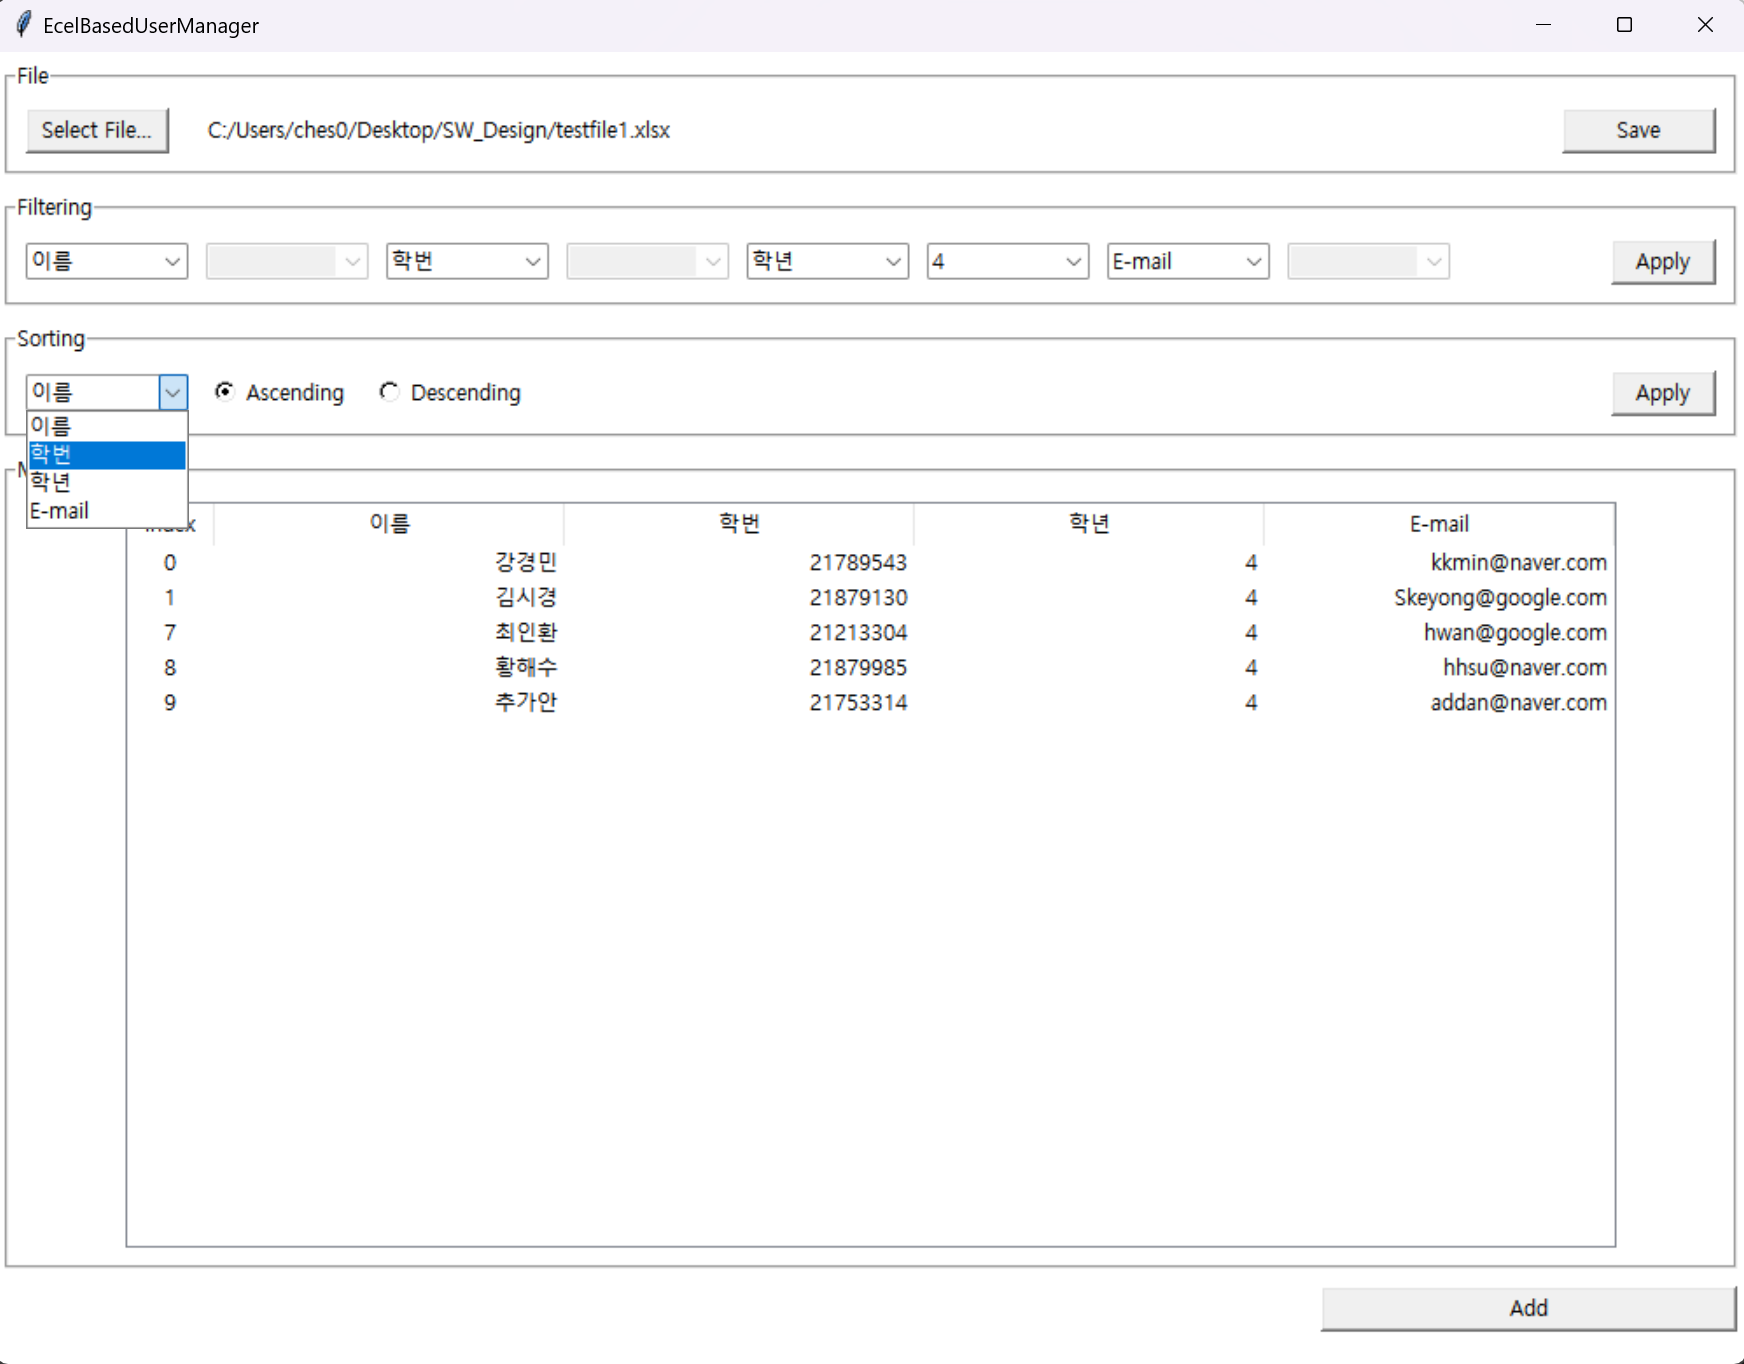 EcelBasedUserManager
File
Select File... C:/Users/ches0/Desktop/SW_Design/testfile1.xlsx Save
Filtering
이름 학번 학년 4 E-mail Apply
Sorting
이름 Ascending Descending Apply
이름
학번
학년
E-mail
이름 학번 학년 E-mail
0 강경민 21789543 4 kkmin@naver.com
1 김시경 21879130 4 Skeyong@google.com
7 최인환 21213304 4 hwan@google.com
8 황해수 21879985 4 hhsu@naver.com
9 추가안 21753314 4 addan@naver.com
Add